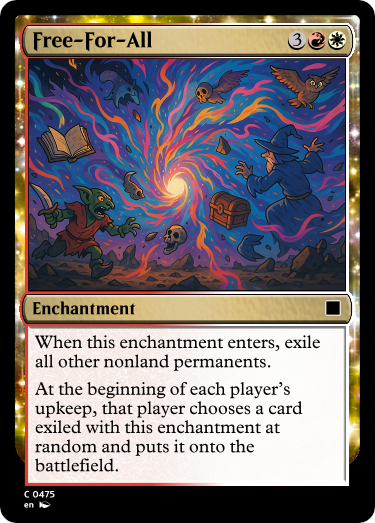 Free-For-All 3
Enchantment
When this enchantment enters, exile
all other nonland permanents.
At the beginning of each player's
upkeep, that player chooses a card
exiled with this enchantment at
random and puts it onto the
battlefield.
C 0475
en